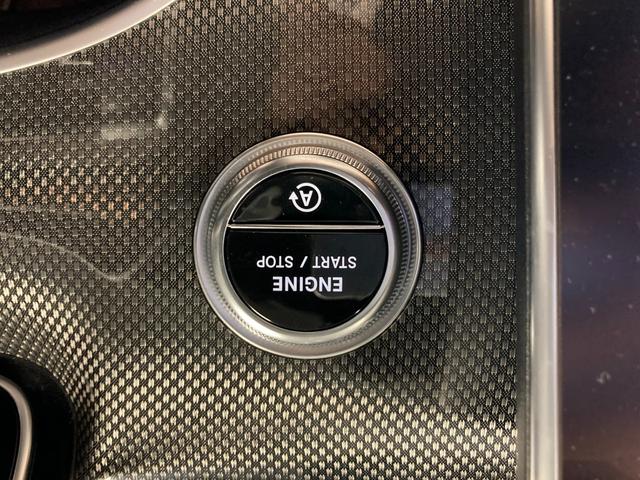 ENGINE
START / STOP
A